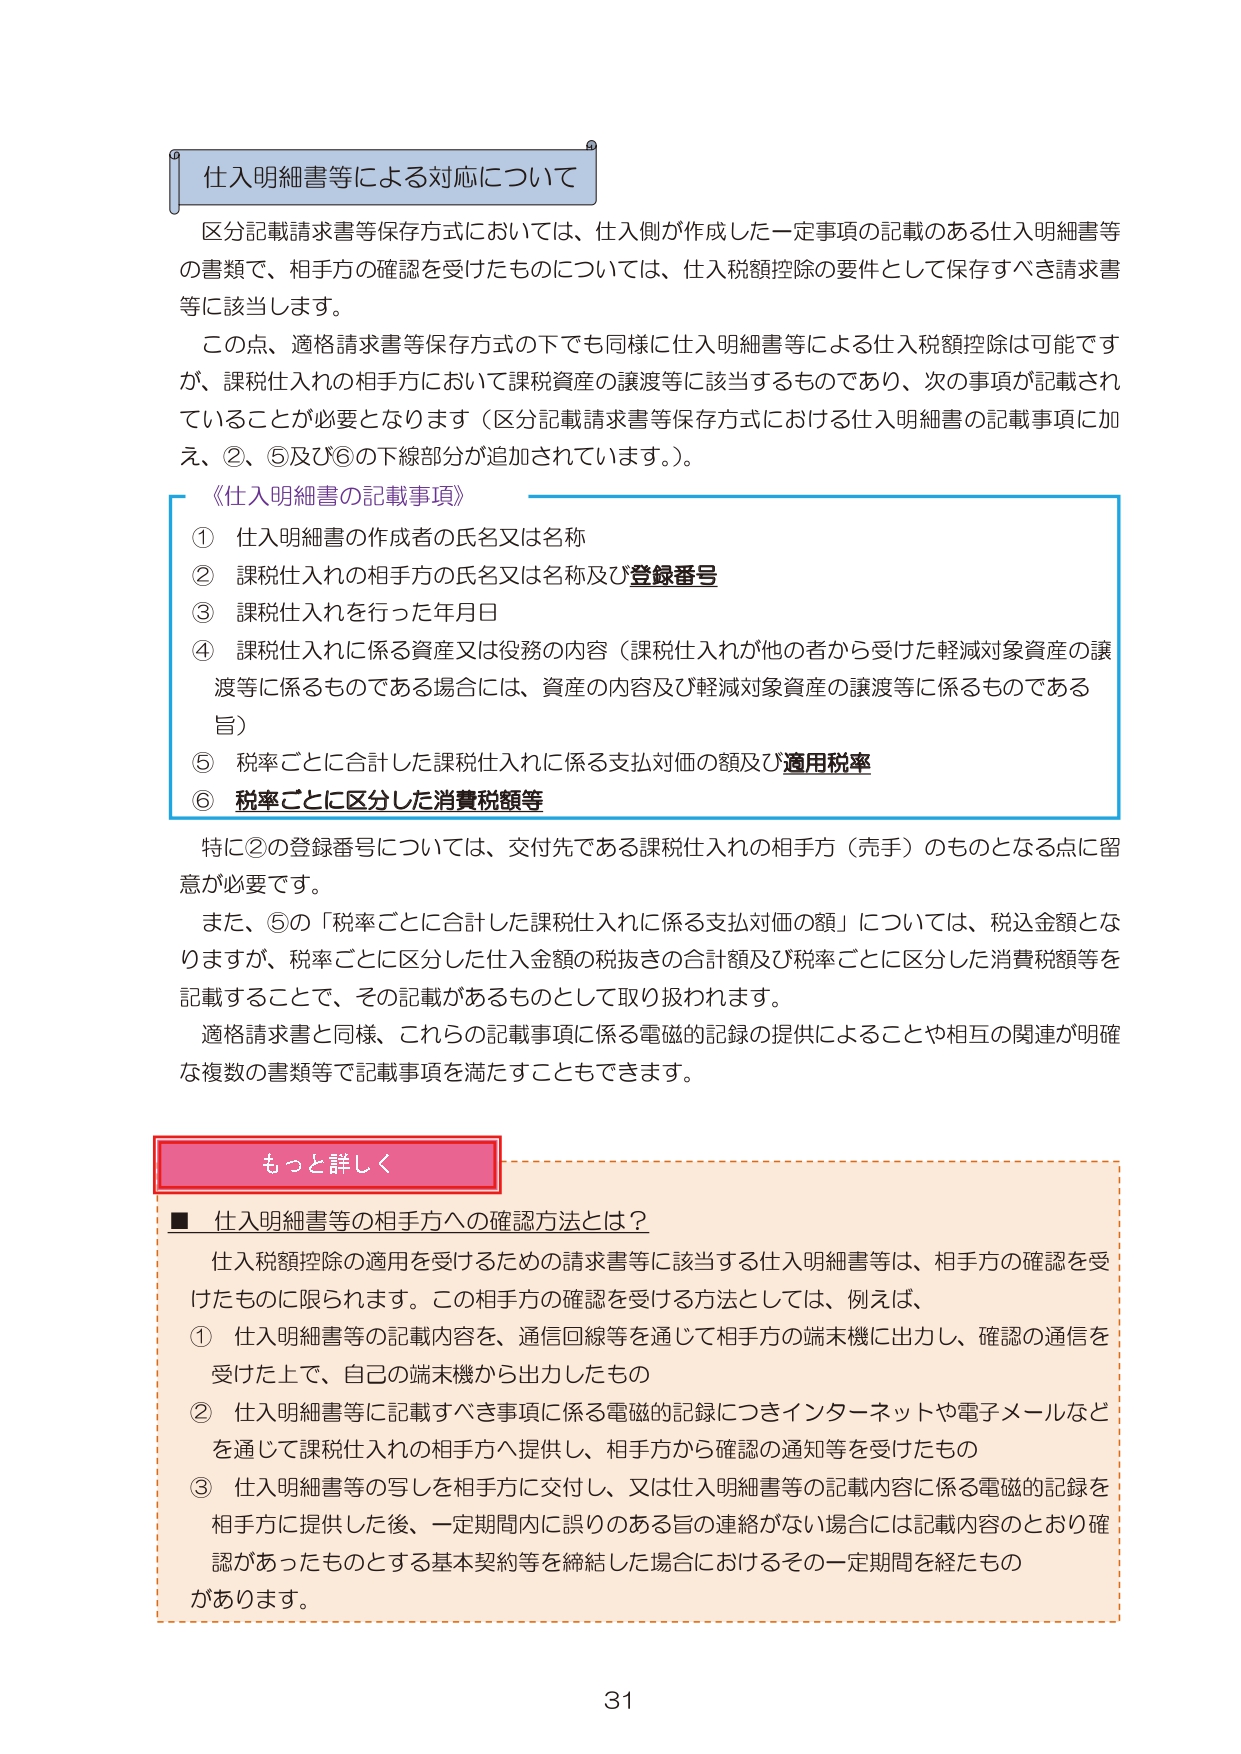 仕入明細書等による対応について
区分記載請求書等保存方式においては、仕入側が作成した一定事項の記載のある仕入明細書等
の書類で、相手方の確認を受けたものについては、仕入税額控除の要件として保存すべき請求書
等に該当します。
この点、適格請求書等保存方式の下でも同様に仕入明細書等による仕入税額控除は可能です
が、課税仕入れの相手方において課税資産の譲渡等に該当するものであり、次の事項が記載され
ていることが必要となります（区分記載請求書等保存方式における仕入明細書の記載事項に加
え、②、⑤及び⑥の下線部分が追加されています。）。
《仕入明細書の記載事項》
① 仕入明細書の作成者の氏名又は名称
② 課税仕入れの相手方の氏名又は名称及び登録番号
③ 課税仕入れを行った年月日
④ 課税仕入れに係る資産又は役務の内容（課税仕入れが他の者から受けた軽減対象資産の譲
渡等に係るものである場合には、資産の内容及び軽減対象資産の譲渡等に係るものである
旨）
⑤ 税率ごとに合計した課税仕入れに係る支払対価の額及び適用税率
⑥ 税率ごとに区分した消費税額等
特に②の登録番号については、交付先である課税仕入れの相手方（売手）のものとなる点に留
意が必要です。
また、⑤の「税率ごとに合計した課税仕入れに係る支払対価の額」については、税込金額とな
りますが、税率ごとに区分した仕入金額の税抜きの合計額及び税率ごとに区分した消費税額等を
記載することで、その記載があるものとして取り扱われます。
適格請求書と同様、これらの記載事項に係る電磁的記録の提供によることや相互の関連が明確
な複数の書類等で記載事項を満たすこともできます。
もっと詳しく
■ 仕入明細書等の相手方への確認方法とは？
仕入税額控除の適用を受けるための請求書等に該当する仕入明細書等は、相手方の確認を受
けたものに限られます。この相手方の確認を受ける方法としては、例えば、
① 仕入明細書等の記載内容を、通信回線等を通じて相手方の端末機に出力し、確認の通信を
受けた上で、自己の端末機から出力したもの
② 仕入明細書等に記載すべき事項に係る電磁的記録につきインターネットや電子メールなど
を通じて課税仕入れの相手方へ提供し、相手方から確認の通知等を受けたもの
③ 仕入明細書等の写しを相手方に交付し、又は仕入明細書等の記載内容に係る電磁的記録を
相手方に提供した後、一定期間内に誤りのある旨の連絡がない場合には記載内容のとおり確
認があったものとする基本契約等を締結した場合におけるその一定期間を経たもの
があります。
31